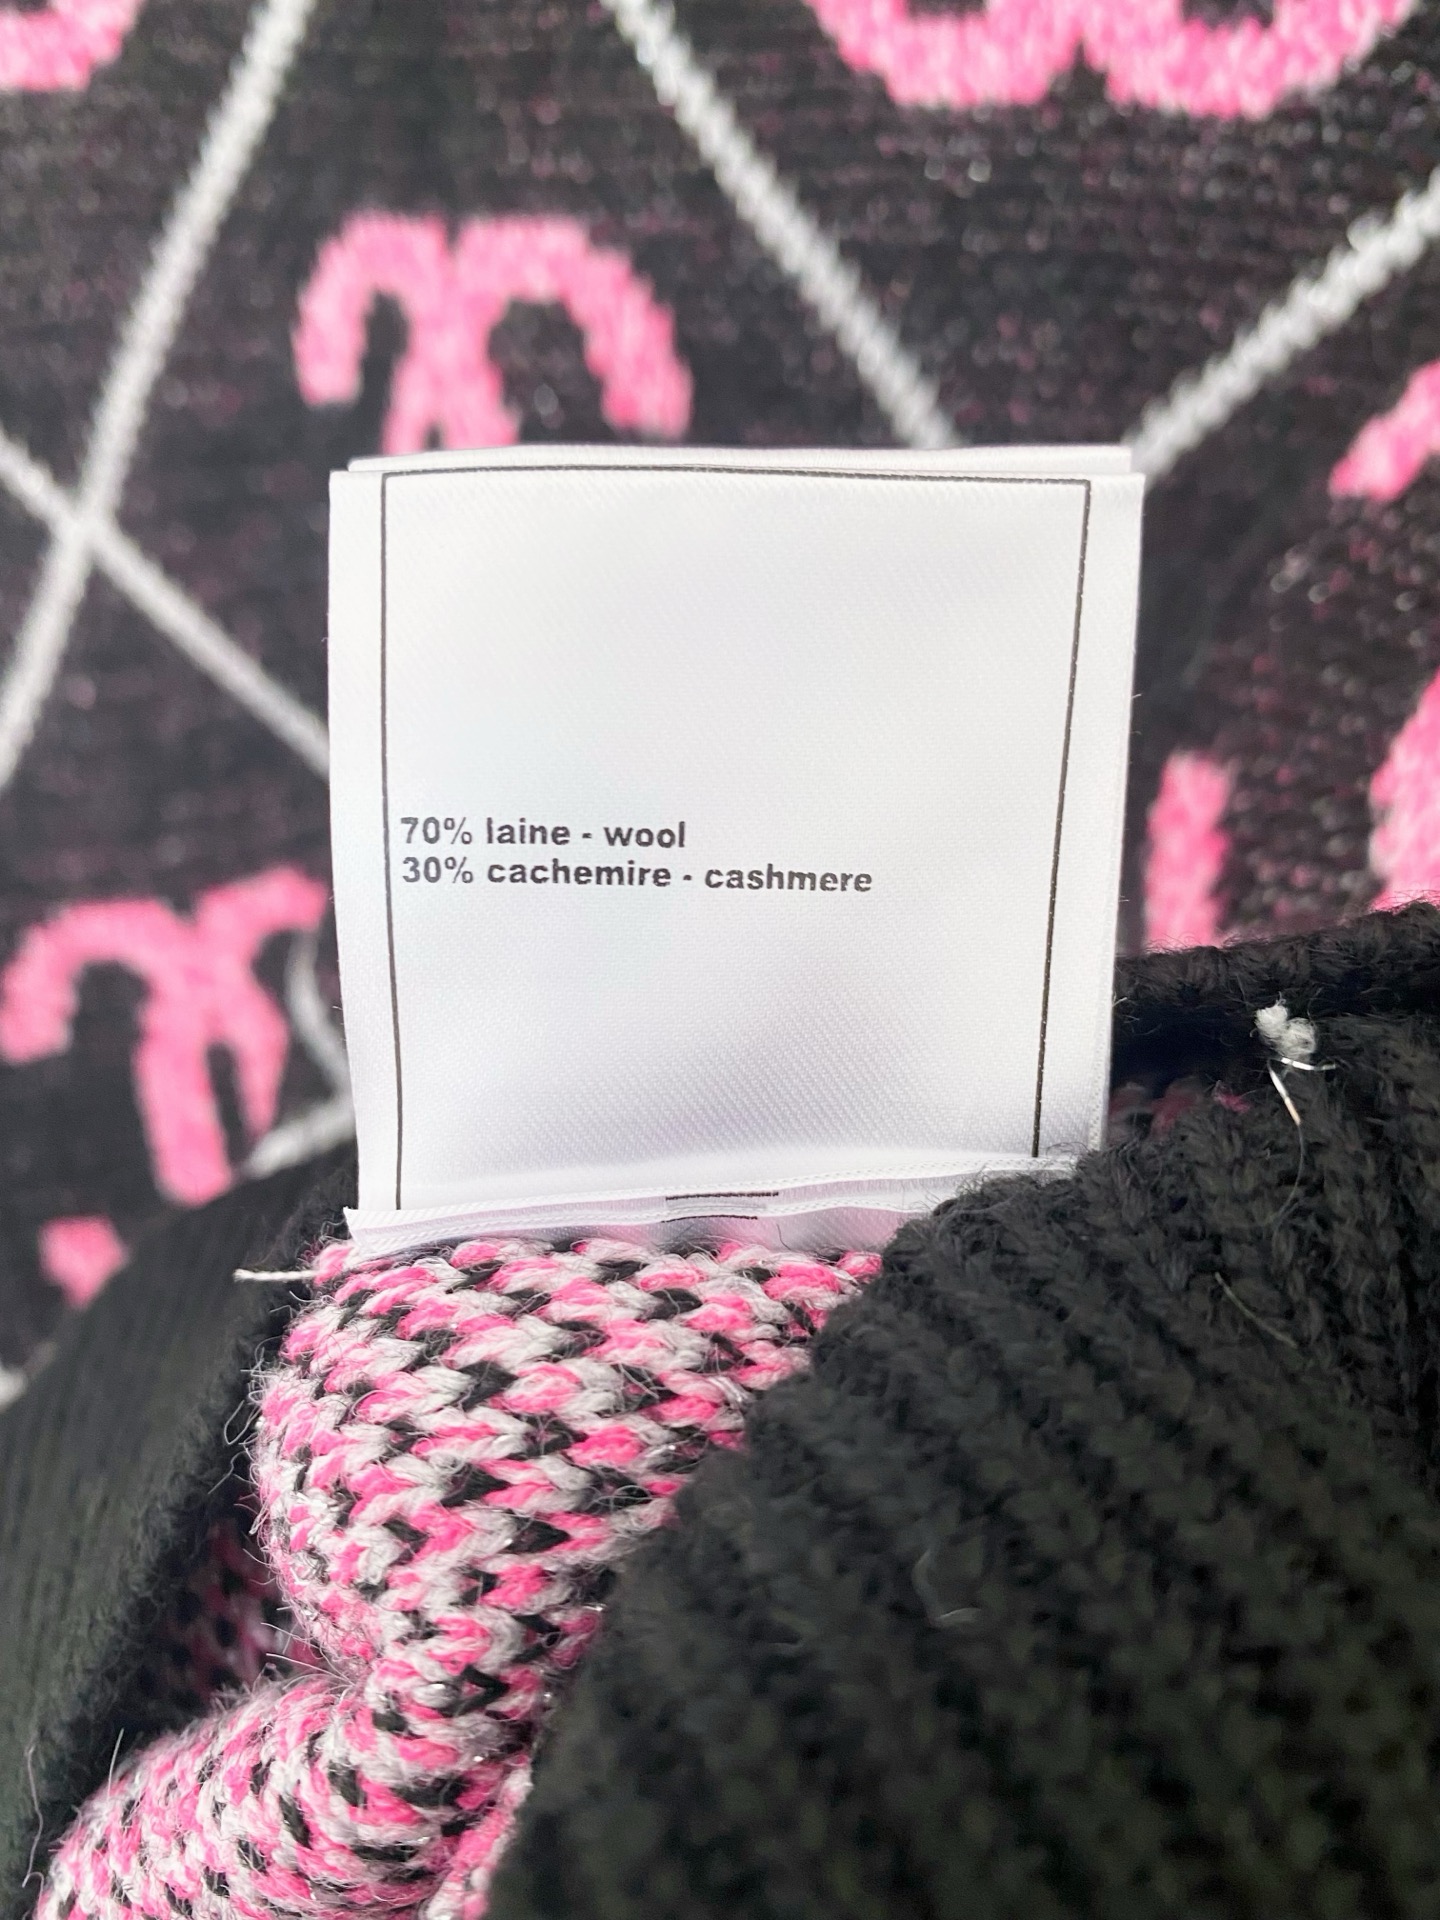 70% laine - wool
30% cachemire - cashmere